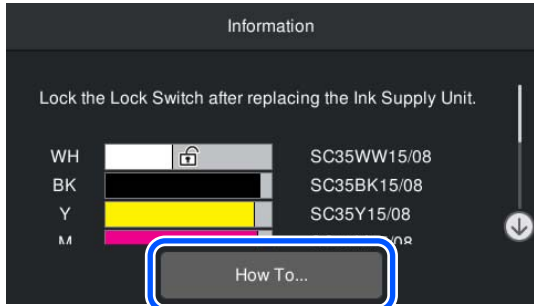 Information
Lock the Lock Switch after replacing the Ink Supply Unit.
WH SC35WW15/08
BK SC35BK15/08
Y SC35Y15/08
M
How To...